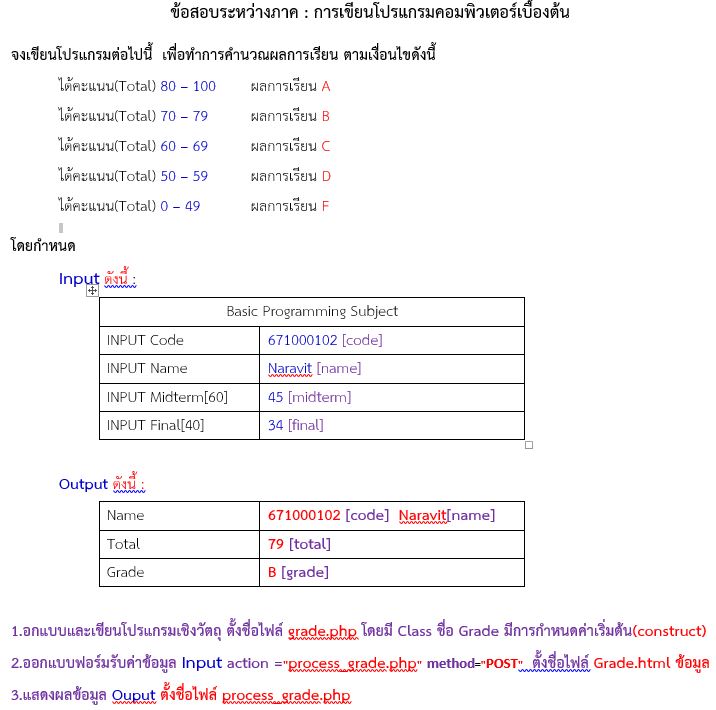 ข้อสอบระหว่างภาค : การเขียนโปรแกรมคอมพิวเตอร์เบื้องต้น
จงเขียนโปรแกรมต่อไปนี้ เพื่อทำการคำนวณผลการเรียน ตามเงื่อนไขดังนี้
ได้คะแนน(Total) 80 – 100 ผลการเรียน A
ได้คะแนน(Total) 70 – 79 ผลการเรียน B
ได้คะแนน(Total) 60 – 69 ผลการเรียน C
ได้คะแนน(Total) 50 – 59 ผลการเรียน D
ได้คะแนน(Total) 0 – 49 ผลการเรียน F
โดยกำหนด
Input ดังนี้ :
Basic Programming Subject
INPUT Code 671000102 [code]
INPUT Name Naravit [name]
INPUT Midterm[60] 45 [midterm]
INPUT Final[40] 34 [final]
Output ดังนี้ :
Name 671000102 [code] Naravit[name]
Total 79 [total]
Grade B [grade]
1.อกแบบและเขียนโปรแกรมเชิงวัตถุ ตั้งชื่อไฟล์ grade.php โดยมี Class ชื่อ Grade มีการกำหนดค่าเริ่มต้น(construct)
2.ออกแบบฟอร์มรับค่าข้อมูล Input action ="process_grade.php" method="POST" ตั้งชื่อไฟล์ Grade.html ข้อมูล
3.แสดงผลข้อมูล Ouput ตั้งชื่อไฟล์ process_grade.php